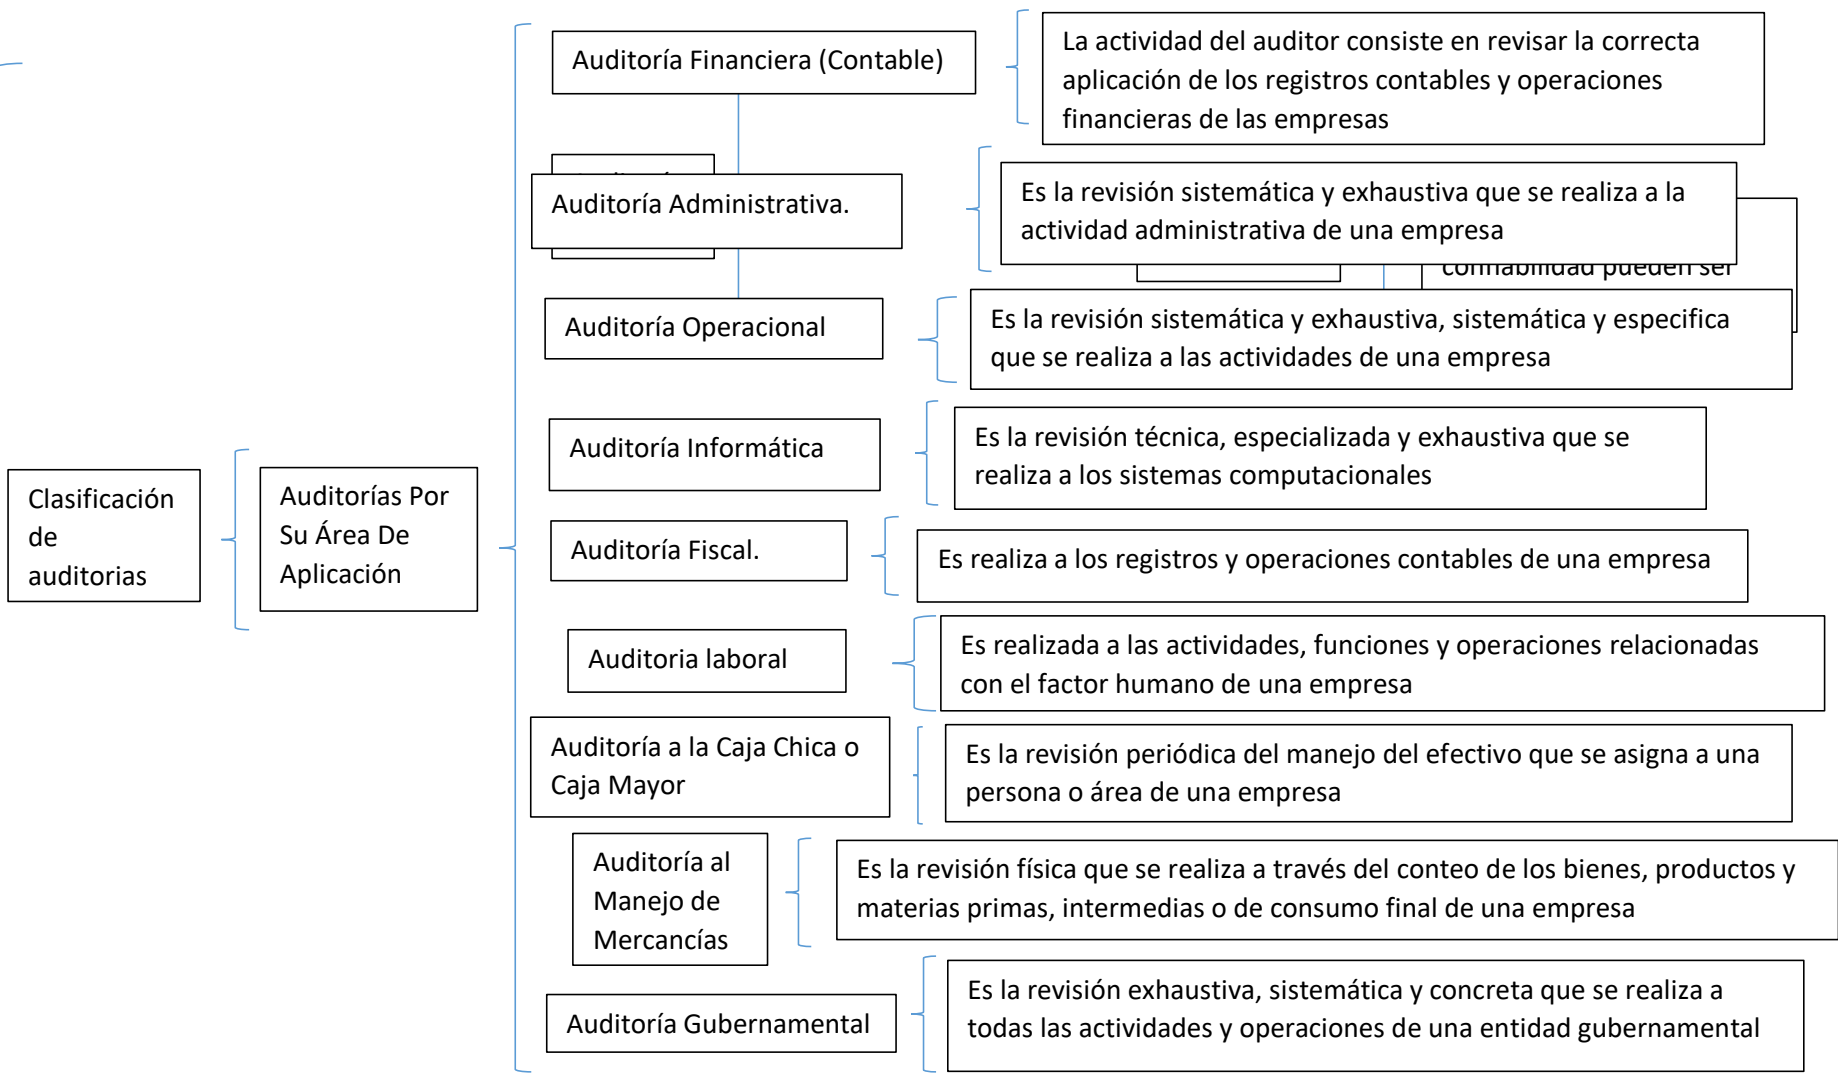 Clasificación
de
auditorias
Auditorías Por
Su Área De
Aplicación
Auditoría Financiera (Contable)
La actividad del auditor consiste en revisar la correcta
aplicación de los registros contables y operaciones
financieras de las empresas
Auditoría Administrativa.
Es la revisión sistemática y exhaustiva que se realiza a la
actividad administrativa de una empresa
confiabilidad pueden ser
Auditoría Operacional
Es la revisión sistemática y exhaustiva, sistemática y especifica
que se realiza a las actividades de una empresa
Auditoría Informática
Es la revisión técnica, especializada y exhaustiva que se
realiza a los sistemas computacionales
Auditoría Fiscal.
Es realiza a los registros y operaciones contables de una empresa
Auditoria laboral
Es realizada a las actividades, funciones y operaciones relacionadas
con el factor humano de una empresa
Auditoría a la Caja Chica o
Caja Mayor
Es la revisión periódica del manejo del efectivo que se asigna a una
persona o área de una empresa
Auditoría al
Manejo de
Mercancías
Es la revisión física que se realiza a través del conteo de los bienes, productos y
materias primas, intermedias o de consumo final de una empresa
Auditoría Gubernamental
Es la revisión exhaustiva, sistemática y concreta que se realiza a
todas las actividades y operaciones de una entidad gubernamental